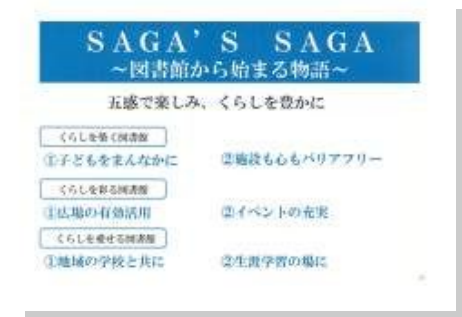 SAGA'S SAGA
～図書館から始まる物語～
五感で楽しみ、くらしを豊かに
くらしを築く図書館
①子どもをまんなかに ②施設も心もバリアフリー
くらしを彩る図書館
①広場の有効活用 ②イベントの充実
くらしを愛せる図書館
①地域の学校と共に ②生涯学習の場に